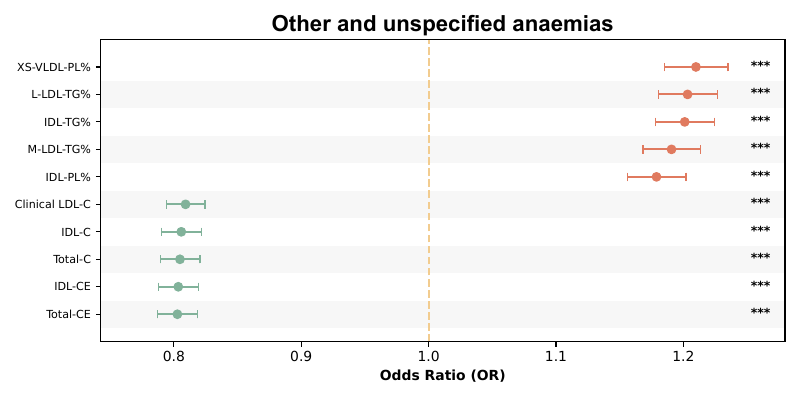 Other and unspecified anaemias
XS-VLDL-PL% ***
L-LDL-TG% ***
IDL-TG% ***
M-LDL-TG% ***
IDL-PL% ***
Clinical LDL-C ***
IDL-C ***
Total-C ***
IDL-CE ***
Total-CE ***
0.8 0.9 1.0 1.1 1.2
Odds Ratio (OR)